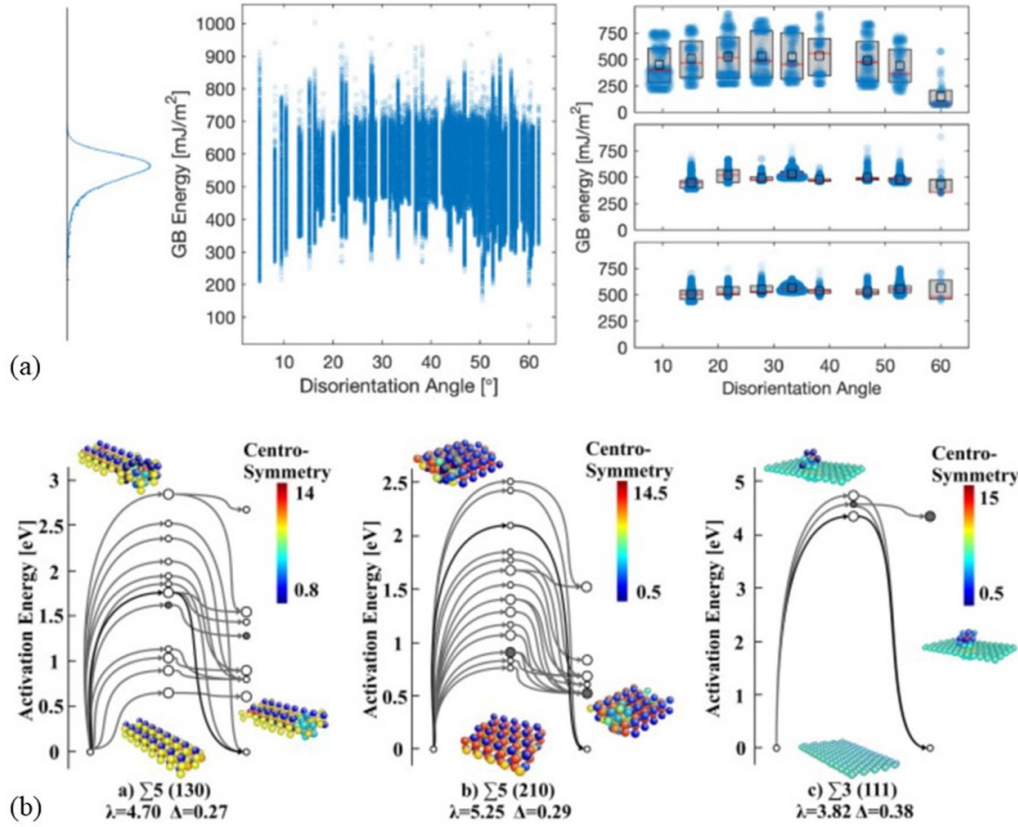 1000
900
800
700
600
500
400
300
200
100
GB Energy [mJ/m²]
10 20 30 40 50 60
Disorientation Angle [°]
GB energy [mJ/m²]
750
500
250
0
750
500
250
0
750
500
250
0
10 20 30 40 50 60
Disorientation Angle
(a)
Activation Energy [eV]
3
2.5
2
1.5
1
0.5
0
Centro-
Symmetry
14
0.8
a) ∑5 (130)
λ=4.70 Δ=0.27
Activation Energy [eV]
2.5
2
1.5
1
0.5
0
Centro-
Symmetry
14.5
0.5
b) ∑5 (210)
λ=5.25 Δ=0.29
Activation Energy [eV]
5
4
3
2
1
0
Centro-
Symmetry
15
0.5
c) ∑3 (111)
λ=3.82 Δ=0.38
(b)